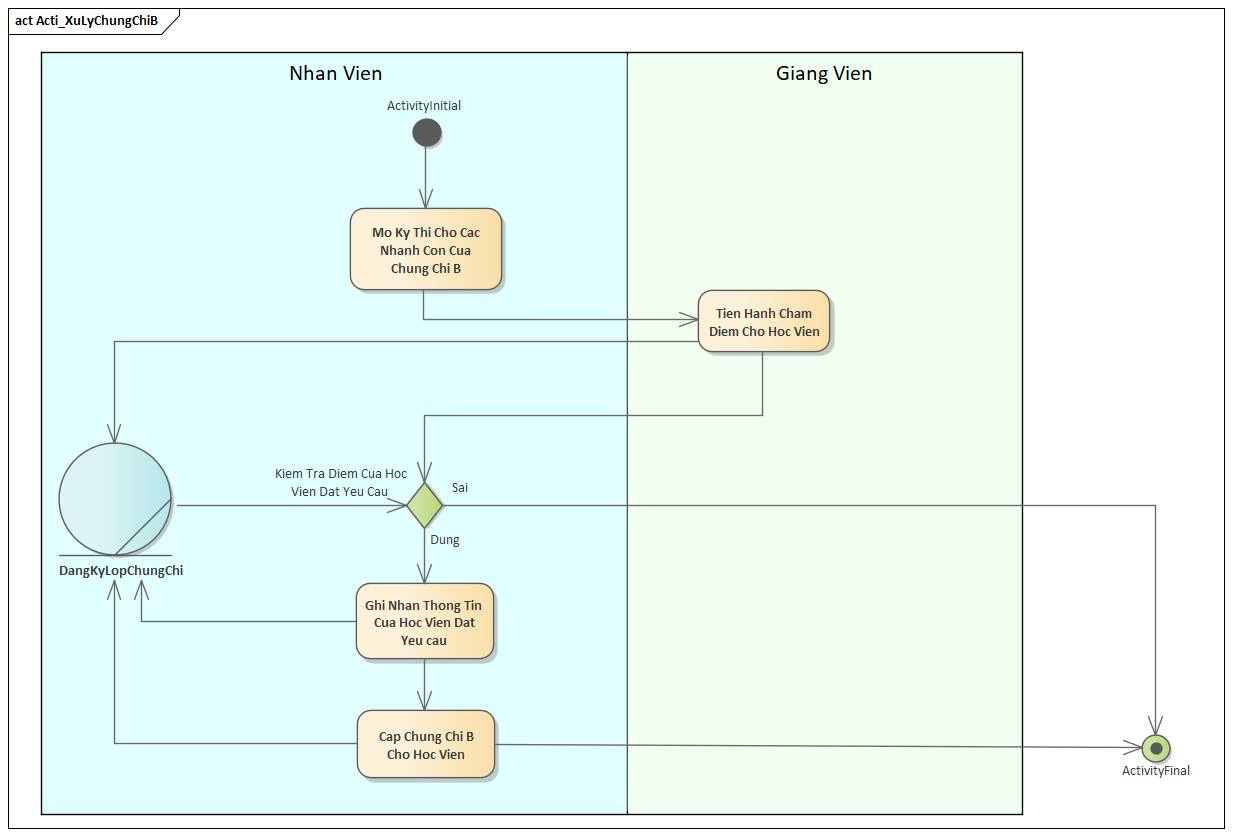 act Acti_XuLyChungChiB
Nhan Vien
Giang Vien
ActivityInitial
Mo Ky Thi Cho Cac
Nhanh Con Cua
Chung Chi B
Tien Hanh Cham
Diem Cho Hoc Vien
Kiem Tra Diem Cua Hoc
Vien Dat Yeu Cau
Sai
Dung
DangKyLopChungChi
Ghi Nhan Thong Tin
Cua Hoc Vien Dat
Yeu cau
Cap Chung Chi B
Cho Hoc Vien
ActivityFinal